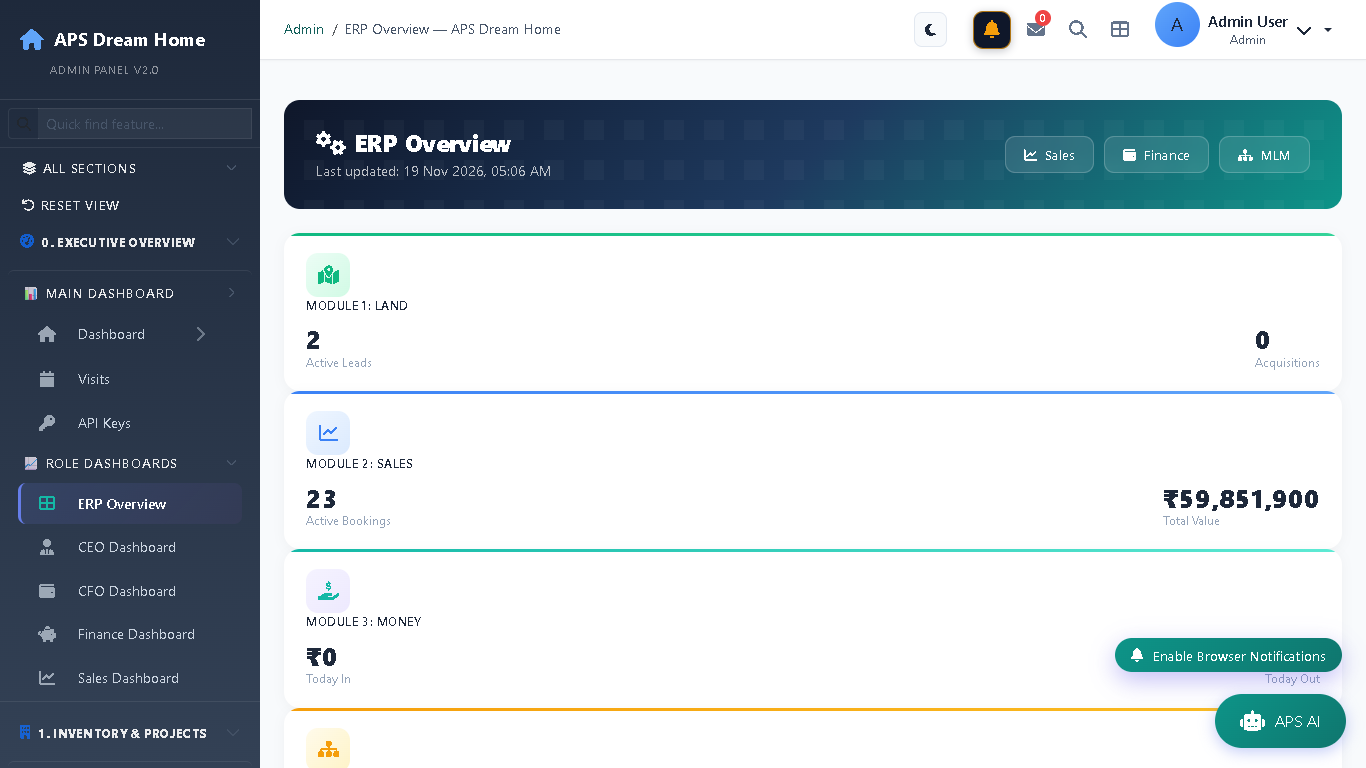 APS Dream Home
ADMIN PANEL V2.0
Quick find feature...
ALL SECTIONS
RESET VIEW
0. EXECUTIVE OVERVIEW
MAIN DASHBOARD
Dashboard
Visits
API Keys
ROLE DASHBOARDS
ERP Overview
CEO Dashboard
CFO Dashboard
Finance Dashboard
Sales Dashboard
1. INVENTORY & PROJECTS
Admin / ERP Overview — APS Dream Home
0
A
Admin User
Admin
ERP Overview
Last updated: 19 Nov 2026, 05:06 AM
Sales
Finance
MLM
MODULE 1: LAND
2
Active Leads
0
Acquisitions
MODULE 2: SALES
23
Active Bookings
₹59,851,900
Total Value
MODULE 3: MONEY
₹0
Today In
Enable Browser Notifications
Today Out
APS AI